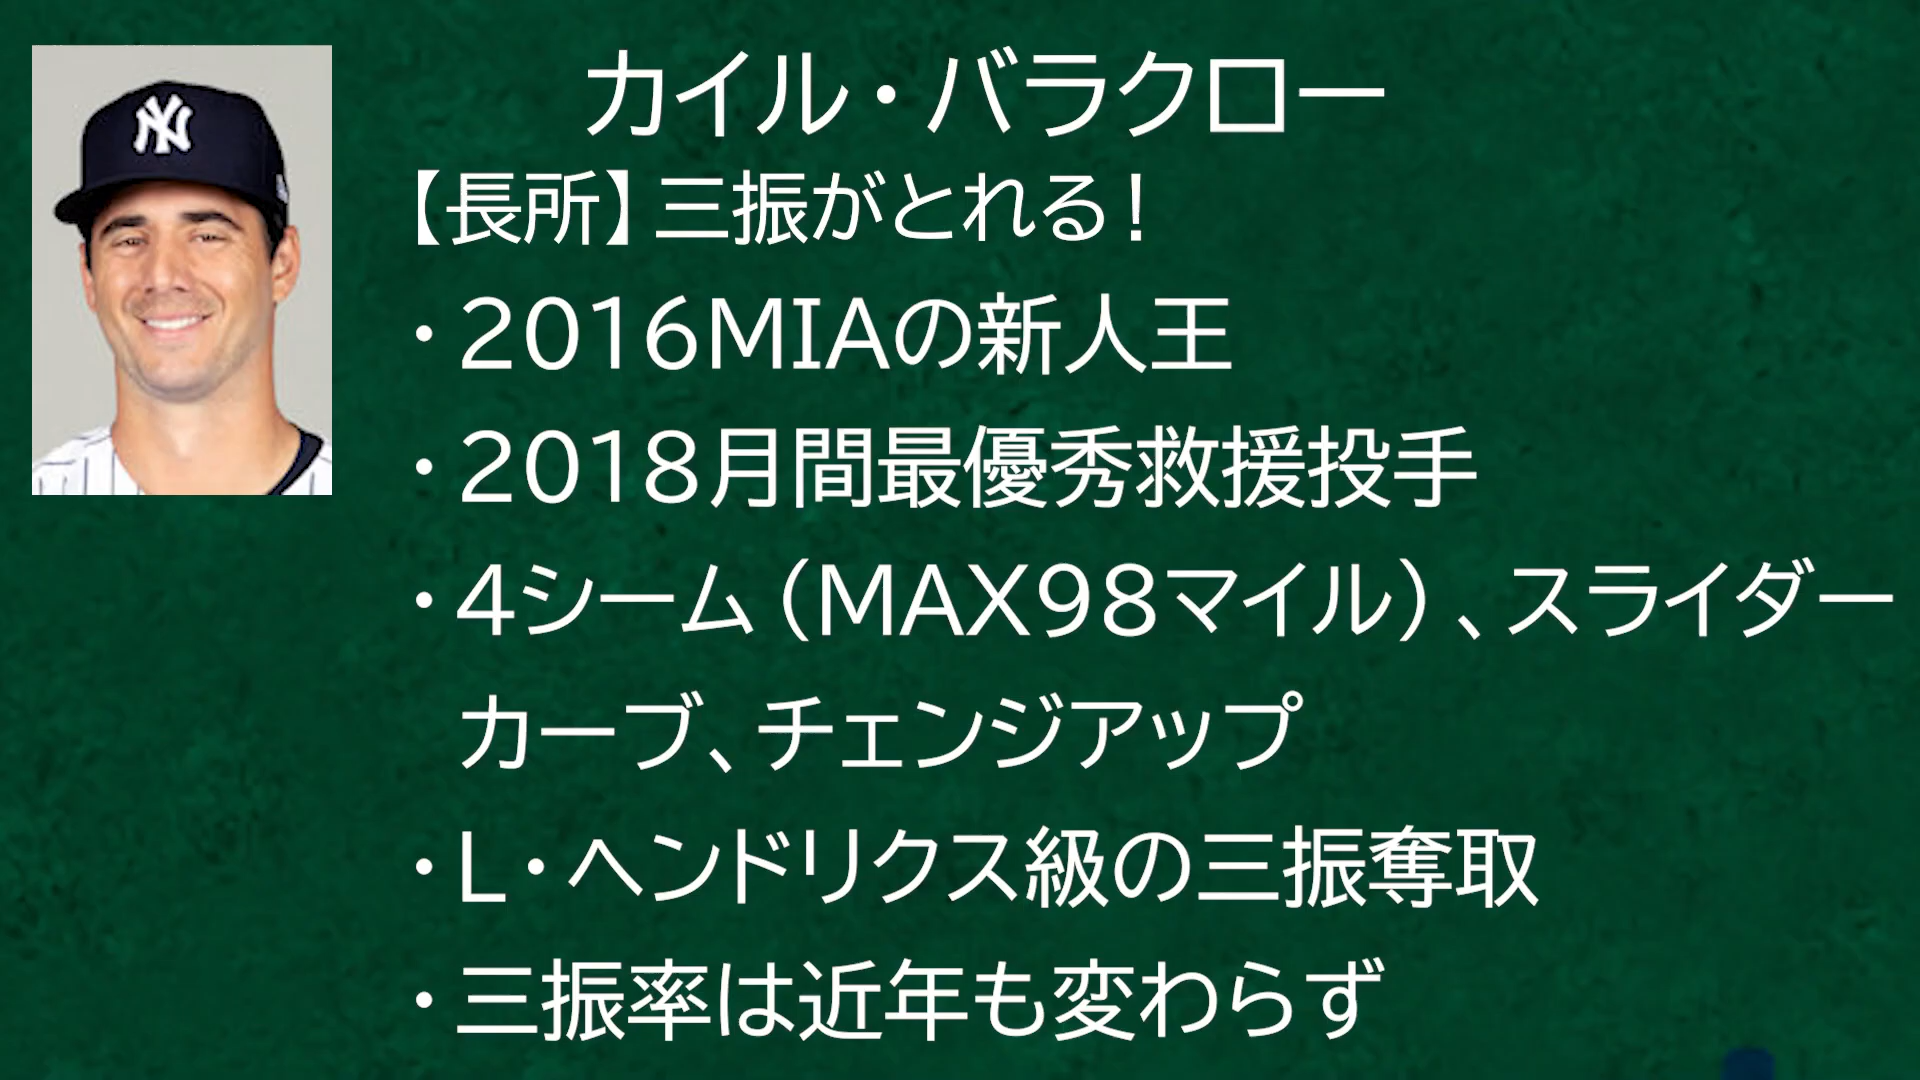 NY
カイル・バラクロー
【長所】三振がとれる！
・2016MIAの新人王
・2018月間最優秀救援投手
・4シーム（MAX98マイル）、スライダー
カーブ、チェンジアップ
・L・ヘンドリクス級の三振奪取
・三振率は近年も変わらず